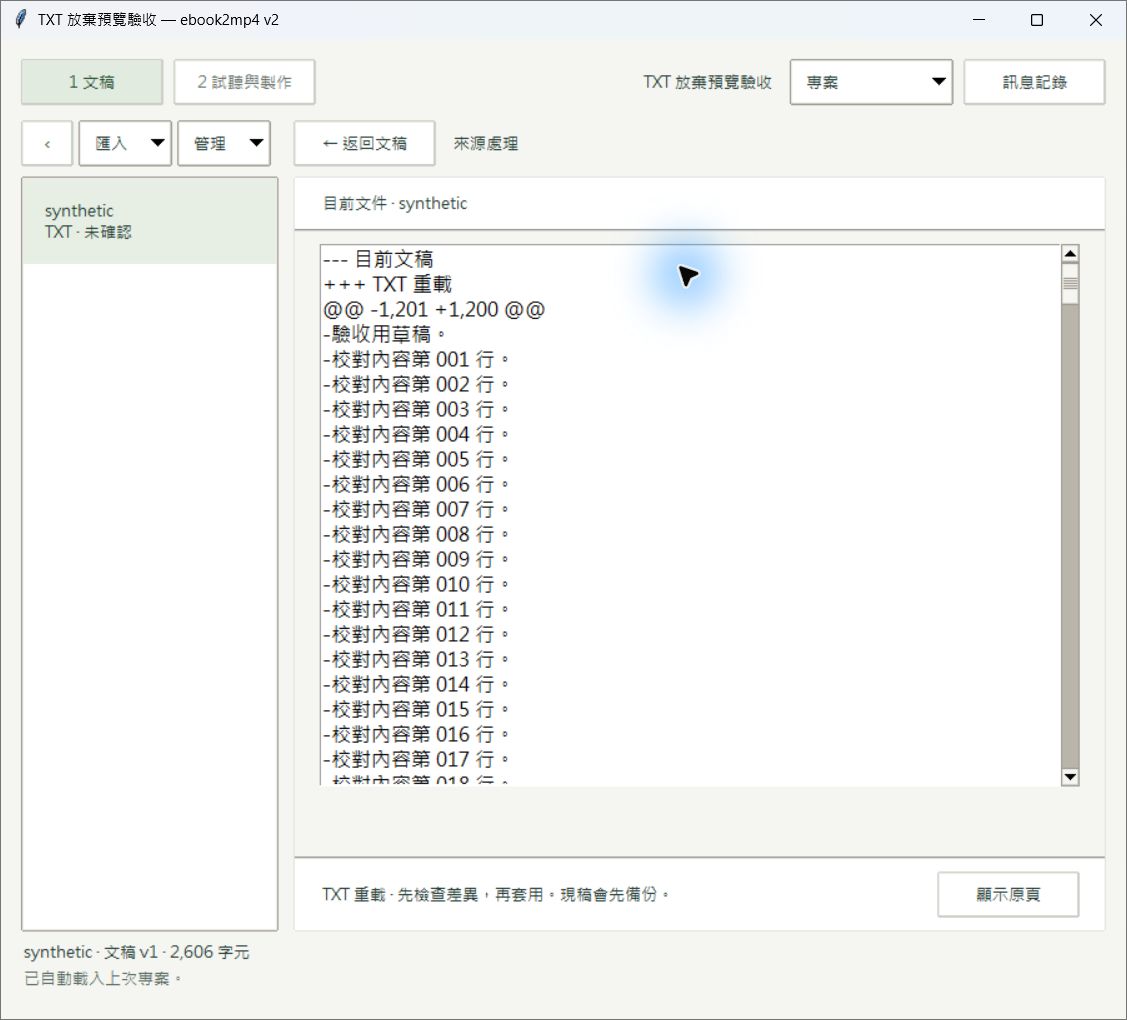 TXT 放棄預覽驗收 — ebook2mp4 v2
1 文稿
2 試聽與製作
TXT 放棄預覽驗收
專案
訊息記錄
‹
匯入
管理
← 返回文稿
來源處理
synthetic
TXT · 未確認
目前文件 · synthetic
--- 目前文稿
+++ TXT 重載
@@ -1,201 +1,200 @@
-驗收用草稿。
-校對內容第 001 行。
-校對內容第 002 行。
-校對內容第 003 行。
-校對內容第 004 行。
-校對內容第 005 行。
-校對內容第 006 行。
-校對內容第 007 行。
-校對內容第 008 行。
-校對內容第 009 行。
-校對內容第 010 行。
-校對內容第 011 行。
-校對內容第 012 行。
-校對內容第 013 行。
-校對內容第 014 行。
-校對內容第 015 行。
-校對內容第 016 行。
-校對內容第 017 行。
-校對內容第 018 行。
TXT 重載 · 先檢查差異，再套用。現稿會先備份。
顯示原頁
synthetic · 文稿 v1 · 2,606 字元
已自動載入上次專案。